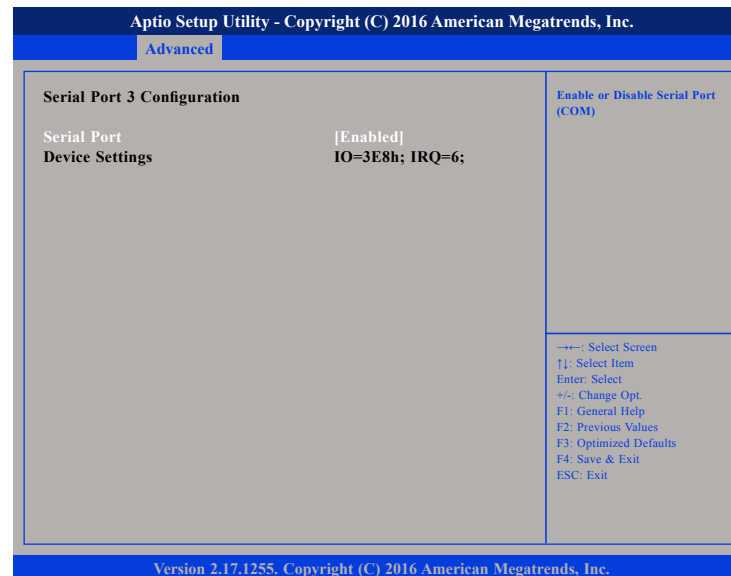 Aptio Setup Utility - Copyright (C) 2016 American Megatrends, Inc.
Advanced
Serial Port 3 Configuration
Serial Port [Enabled]
Device Settings IO=3E8h; IRQ=6;
Enable or Disable Serial Port
(COM)
→←: Select Screen
↑↓: Select Item
Enter: Select
+/-: Change Opt.
F1: General Help
F2: Previous Values
F3: Optimized Defaults
F4: Save & Exit
ESC: Exit
Version 2.17.1255. Copyright (C) 2016 American Megatrends, Inc.